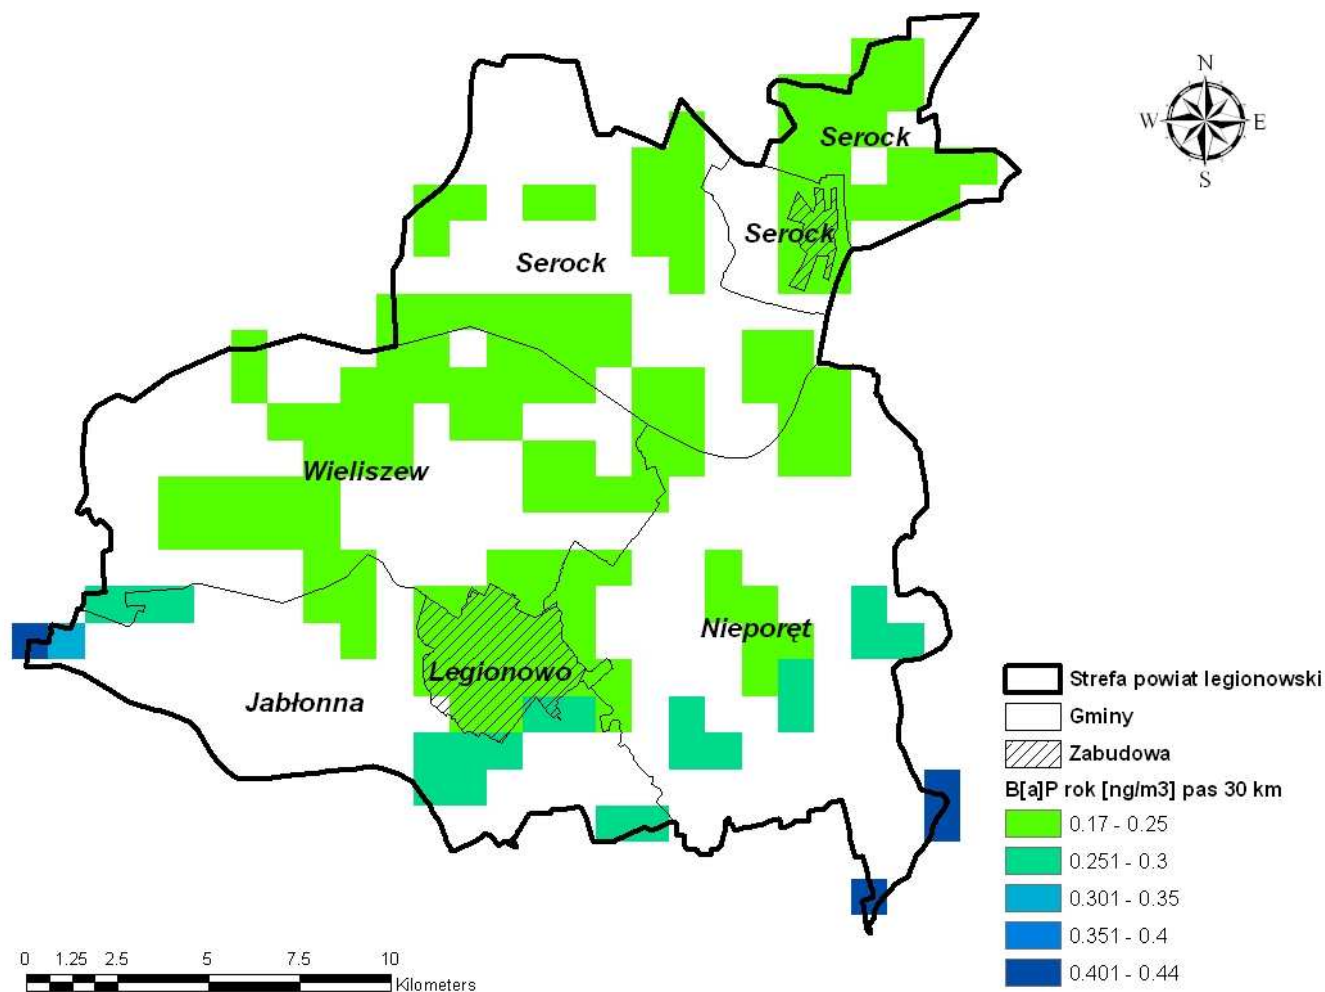 N
W E
S
Serock
Serock
Serock
Wieliszew
Nieporęt
Legionowo
Jabłonna
Strefa powiat legionowski
Gminy
Zabudowa
B[a]P rok [ng/m3] pas 30 km
0.17 - 0.25
0.251 - 0.3
0.301 - 0.35
0.351 - 0.4
0.401 - 0.44
0 1.25 2.5 5 7.5 10
Kilometers